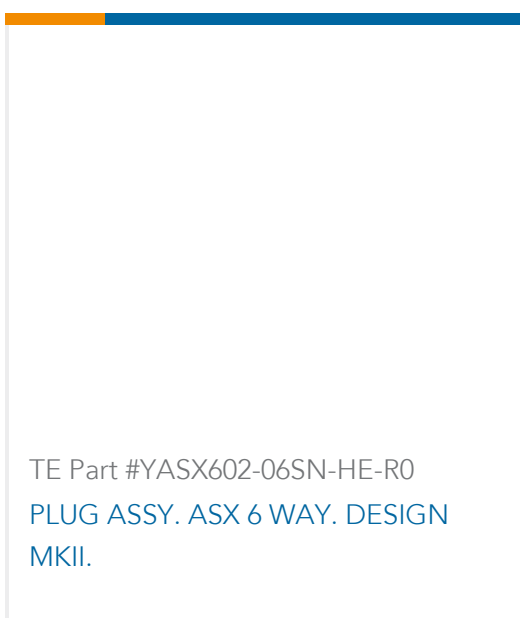 TE Part #YASX602-06SN-HE-R0
PLUG ASSY. ASX 6 WAY. DESIGN
MKII.